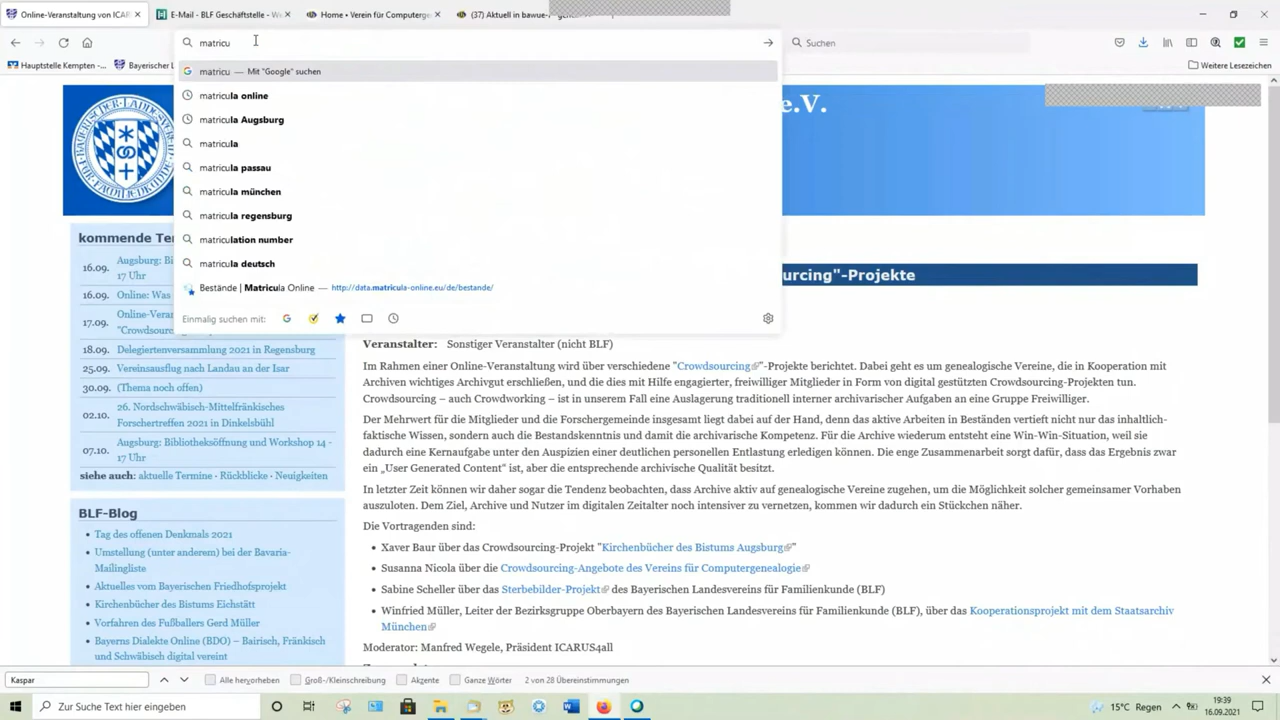 Online-Veranstaltung von ICAR
E-Mail - BLF Geschäftstelle - We
Home • Verein für Computerge
(37) Aktuell in
matricu
Suchen
Hauptstelle Kempten -...
Bayerischer L
Weitere Lesezeichen
matricu — Mit "Google" suchen
matricula online
matricula Augsburg
matricula
matricula passau
matricula münchen
matricula regensburg
matriculation number
matricula deutsch
Bestände | Matricula Online — http://data.matricula-online.eu/de/bestande/
Einmalig suchen mit:
e.V.
urcing"-Projekte
kommende Te
16.09. Augsburg: Bi
17 Uhr
16.09. Online: Was
17.09. Online-Veran
"Crowdsourcing"-Projekte
18.09. Delegiertenversammlung 2021 in Regensburg
25.09. Vereinsausflug nach Landau an der Isar
30.09. (Thema noch offen)
02.10. 26. Nordschwäbisch-Mittelfränkisches
Forschertreffen 2021 in Dinkelsbühl
07.10. Augsburg: Bibliotheksöffnung und Workshop 14 -
17 Uhr
siehe auch: aktuelle Termine · Rückblicke · Neuigkeiten
BLF-Blog
Tag des offenen Denkmals 2021
Umstellung (unter anderem) bei der Bavaria-
Mailingliste
Aktuelles vom Bayerischen Friedhofsprojekt
Kirchenbücher des Bistums Eichstätt
Vorfahren des Fußballers Gerd Müller
Bayerns Dialekte Online (BDO) – Bairisch, Fränkisch
und Schwäbisch digital vereint
Veranstalter: Sonstiger Veranstalter (nicht BLF)
Im Rahmen einer Online-Veranstaltung wird über verschiedene "Crowdsourcing"-Projekte berichtet. Dabei geht es um genealogische Vereine, die in Kooperation mit
Archiven wichtiges Archivgut erschließen, und die dies mit Hilfe engagierter, freiwilliger Mitglieder in Form von digital gestützten Crowdsourcing-Projekten tun.
Crowdsourcing – auch Crowdworking – ist in unserem Fall eine Auslagerung traditionell interner archivarischer Aufgaben an eine Gruppe Freiwilliger.
Der Mehrwert für die Mitglieder und die Forschergemeinde insgesamt liegt dabei auf der Hand, denn das aktive Arbeiten in Beständen vertieft nicht nur das inhaltlich-
faktische Wissen, sondern auch die Bestandskenntnis und damit die archivarische Kompetenz. Für die Archive wiederum entsteht eine Win-Win-Situation, weil sie
dadurch eine Kernaufgabe unter den Auspizien einer deutlichen personellen Entlastung erledigen können. Die enge Zusammenarbeit sorgt dafür, dass das Ergebnis zwar
ein „User Generated Content“ ist, aber die entsprechende archivische Qualität besitzt.
In letzter Zeit können wir daher sogar die Tendenz beobachten, dass Archive aktiv auf genealogische Vereine zugehen, um die Möglichkeit solcher gemeinsamer Vorhaben
auszuloten. Dem Ziel, Archive und Nutzer im digitalen Zeitalter noch intensiver zu vernetzen, kommen wir dadurch ein Stückchen näher.
Die Vortragenden sind:
Xaver Baur über das Crowdsourcing-Projekt "Kirchenbücher des Bistums Augsburg"
Susanna Nicola über die Crowdsourcing-Angebote des Vereins für Computergenealogie
Sabine Scheller über das Sterbebilder-Projekt des Bayerischen Landesvereins für Familienkunde (BLF)
Winfried Müller, Leiter der Bezirksgruppe Oberbayern des Bayerischen Landesvereins für Familienkunde (BLF), über das Kooperationsprojekt mit dem Staatsarchiv
München
Moderator: Manfred Wegele, Präsident ICARUS4all
Kaspar
Alle hervorheben
Groß-/Kleinschreibung
Akzente
Ganze Wörter
2 von 28 Übereinstimmungen
Zur Suche Text hier eingeben
15°C Regen
19:39
16.09.2021